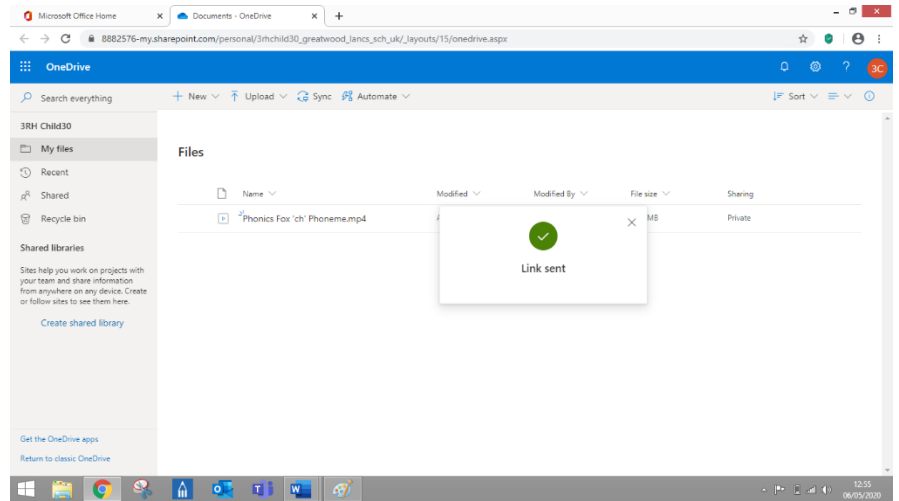 Microsoft Office Home
Documents - OneDrive
8882576-my.sharepoint.com/personal/3rhchild30_greatwood_lancs_sch_uk/_layouts/15/onedrive.aspx
OneDrive
3C
Search everything
New
Upload
Sync
Automate
Sort
3RH Child30
My files
Recent
Shared
Recycle bin
Shared libraries
Sites help you work on projects with
your team and share information
from anywhere on any device. Create
or follow sites to see them here.
Create shared library
Get the OneDrive apps
Return to classic OneDrive
Files
Name
Modified
Modified By
File size
Sharing
Phonics Fox 'ch' Phoneme.mp4
MB
Private
Link sent
12:55
06/05/2020